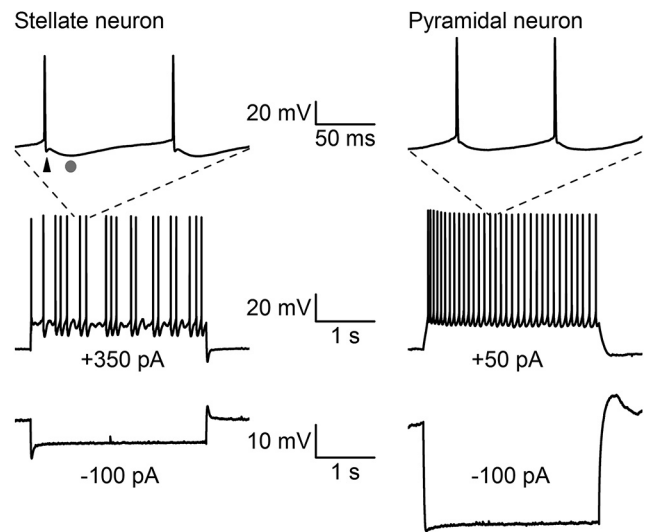 Stellate neuron
Pyramidal neuron
20 mV
50 ms
20 mV
1 s
+350 pA
+50 pA
10 mV
1 s
-100 pA
-100 pA